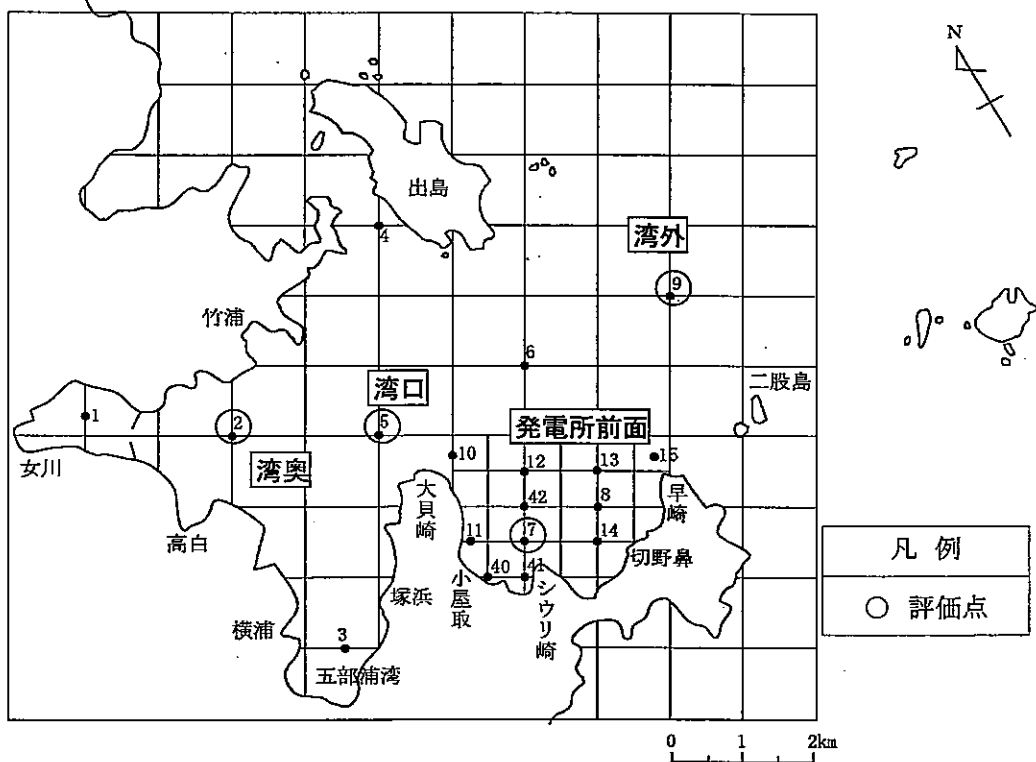 N
出島
4
湾外
9
竹浦
6
二股島
湾口
1
2
5
発電所前面
女川
湾奥
10
12
13
15
大貝崎
42
8
早崎
高白
11
7
14
切野鼻
凡例
○ 評価点
40
41
小屋取
シウリ崎
塚浜
横浦
3
五部浦湾
0 1 2km